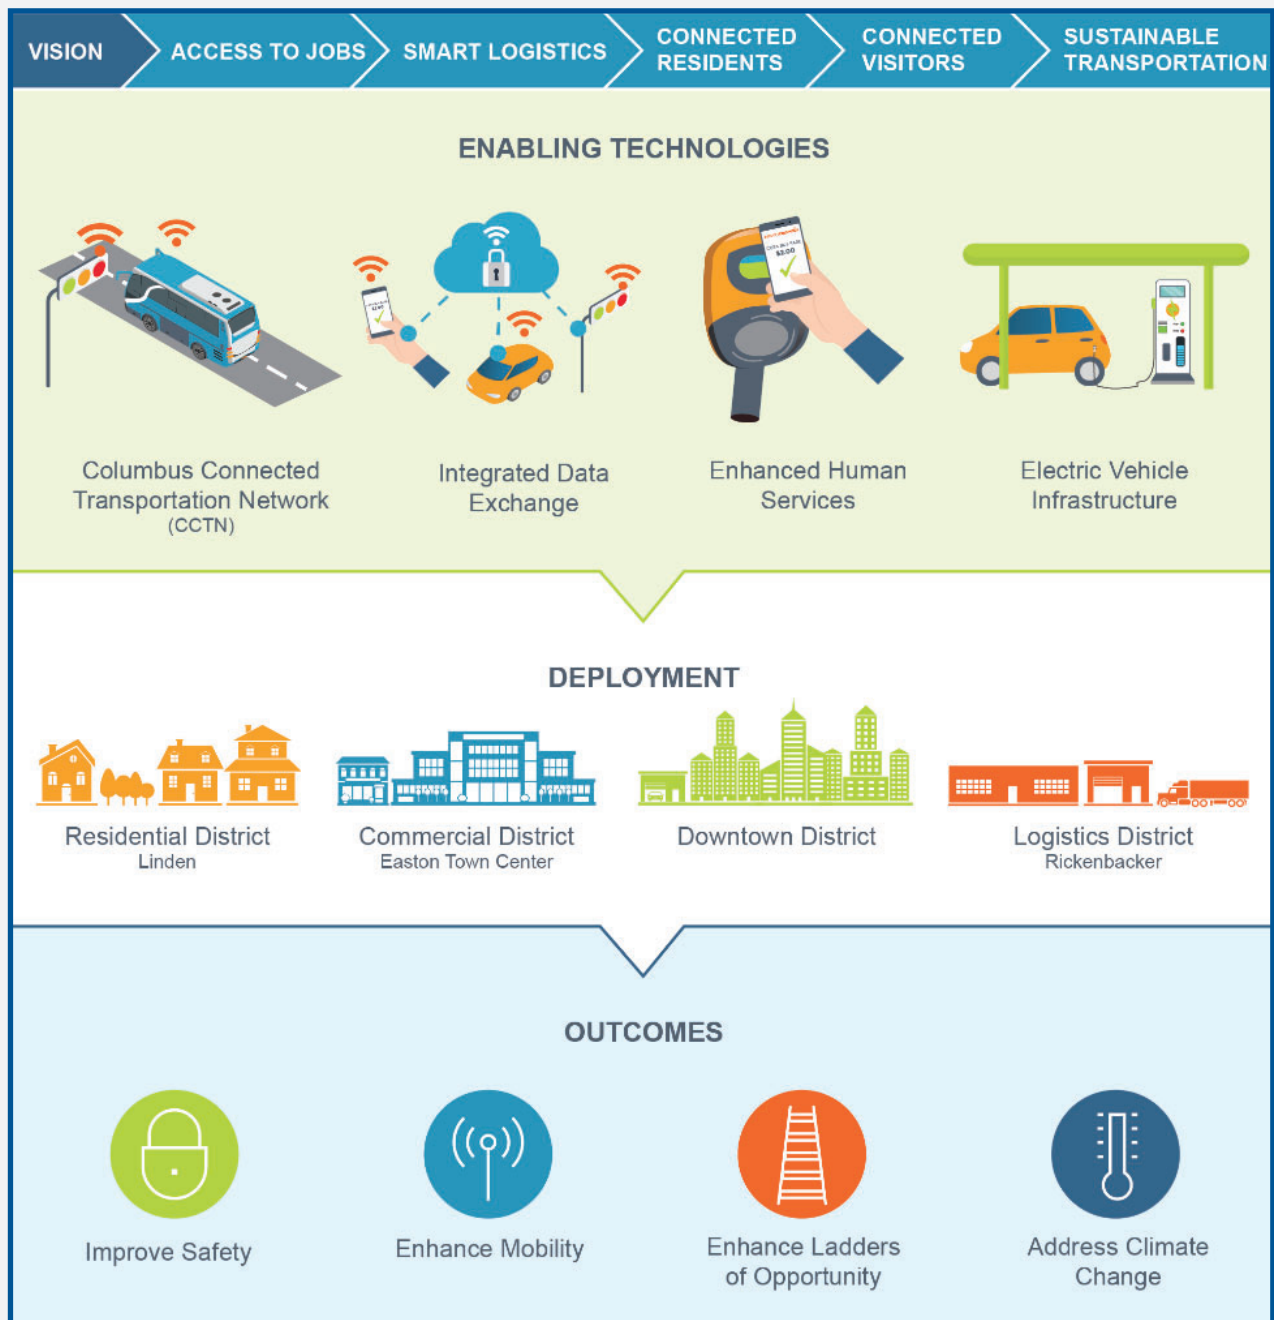 VISION
ACCESS TO JOBS
SMART LOGISTICS
CONNECTED
RESIDENTS
CONNECTED
VISITORS
SUSTAINABLE
TRANSPORTATION
ENABLING TECHNOLOGIES
$2.00
Columbus Connected
Transportation Network
(CCTN)
Integrated Data
Exchange
Enhanced Human
Services
Electric Vehicle
Infrastructure
DEPLOYMENT
Residential District
Linden
Commercial District
Easton Town Center
Downtown District
Logistics District
Rickenbacker
OUTCOMES
Improve Safety
Enhance Mobility
Enhance Ladders
of Opportunity
Address Climate
Change